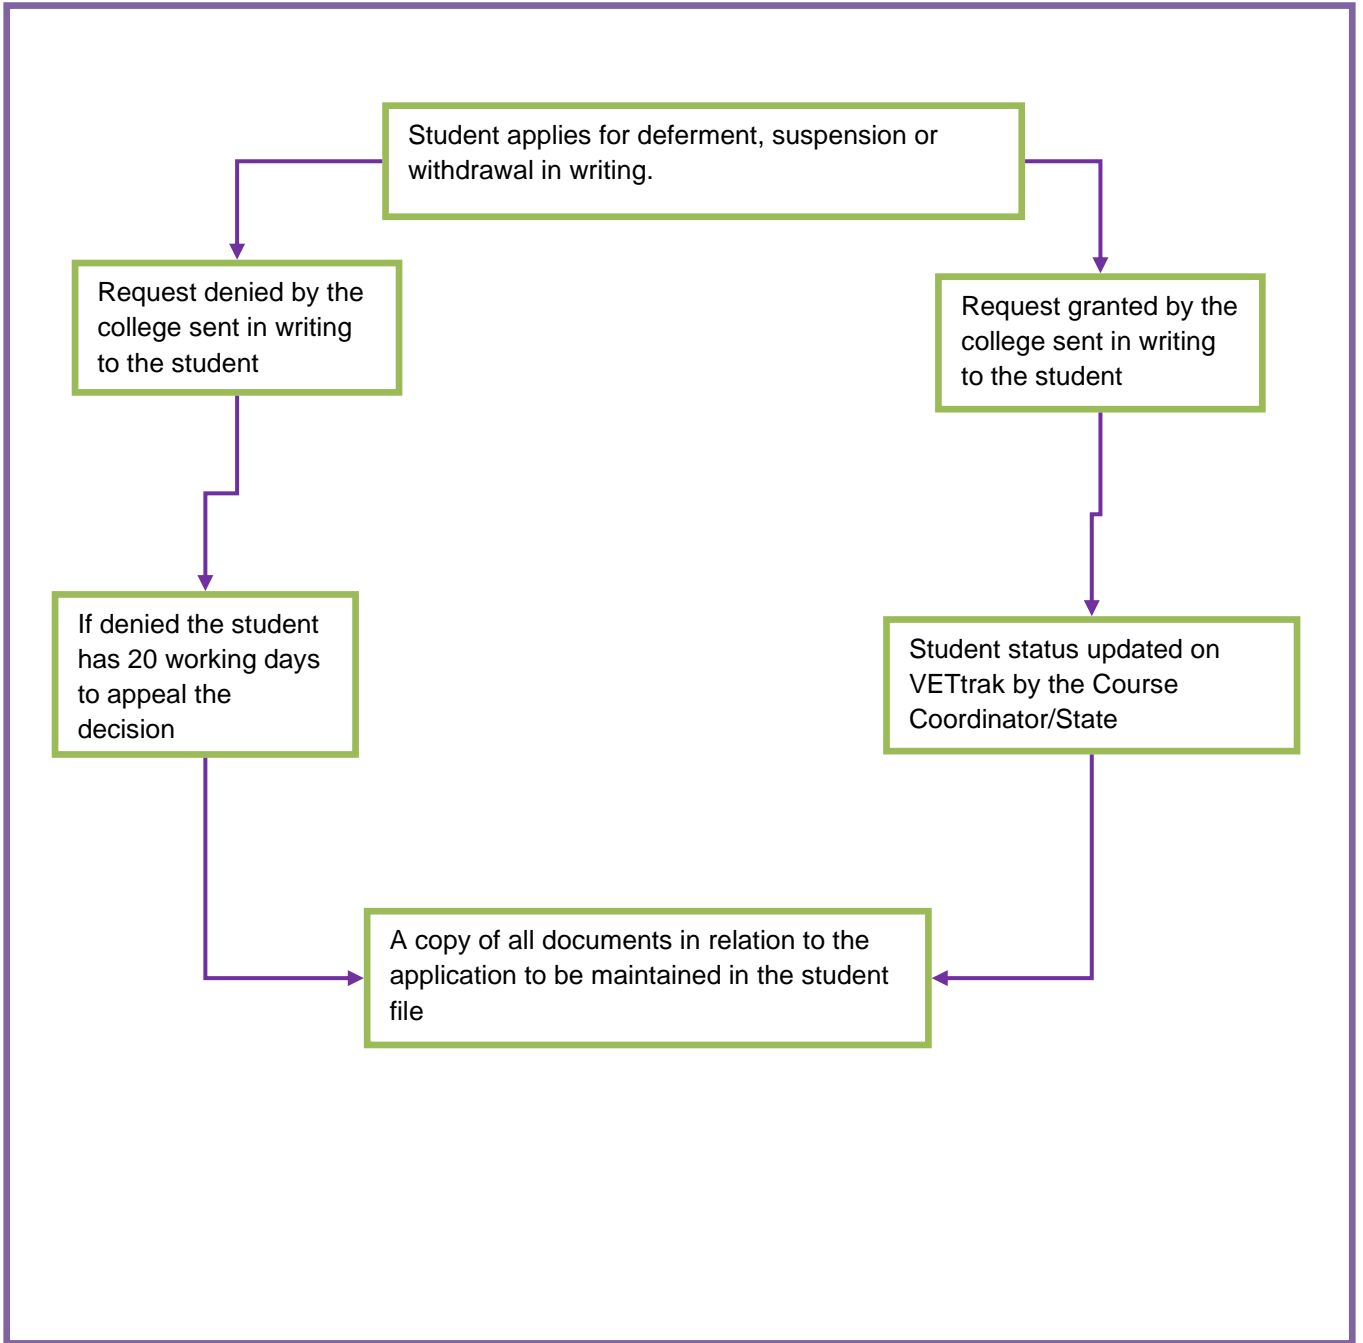 Student applies for deferment, suspension or
withdrawal in writing.
Request denied by the
college sent in writing
to the student
Request granted by the
college sent in writing
to the student
If denied the student
has 20 working days
to appeal the
decision
Student status updated on
VETtrak by the Course
Coordinator/State
A copy of all documents in relation to the
application to be maintained in the student
file